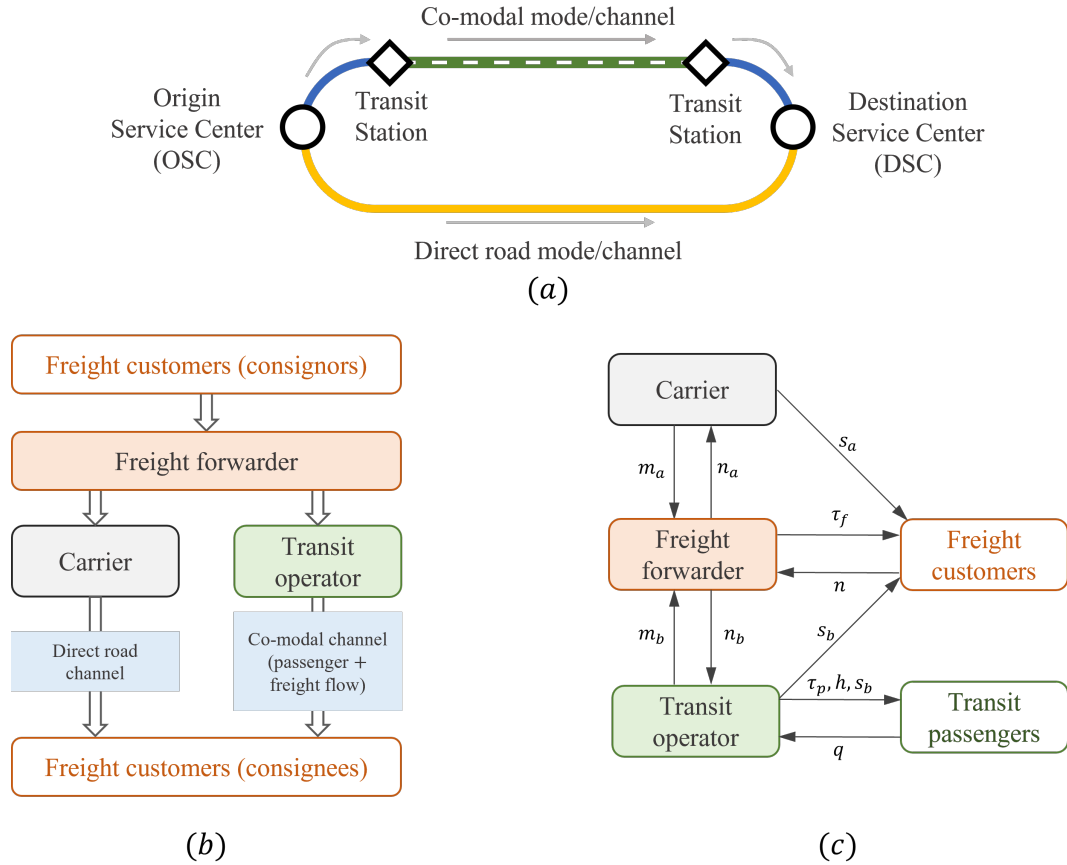 Co-modal mode/channel
Origin
Service Center
(OSC)
Transit
Station
Transit
Station
Destination
Service Center
(DSC)
Direct road mode/channel
(a)
Freight customers (consignors)
Freight forwarder
Carrier
Transit
operator
Direct road
channel
Co-modal channel
(passenger +
freight flow)
Freight customers (consignees)
(b)
Carrier
s_a
m_a
n_a
Freight
forwarder
τ_f
n
Freight
customers
m_b
n_b
s_b
Transit
operator
τ_p, h, s_b
q
Transit
passengers
(c)